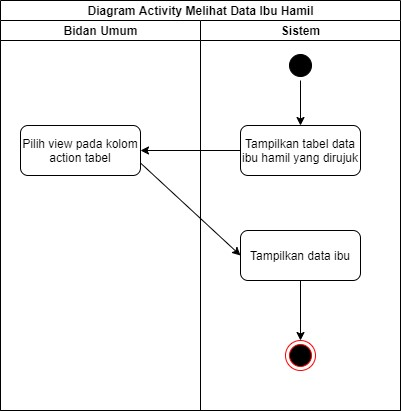 Diagram Activity Melihat Data Ibu Hamil
Bidan Umum
Sistem
Tampilkan tabel data
ibu hamil yang dirujuk
Pilih view pada kolom
action tabel
Tampilkan data ibu